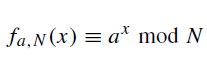 f_{a,N}(x) ≡ a^x mod N